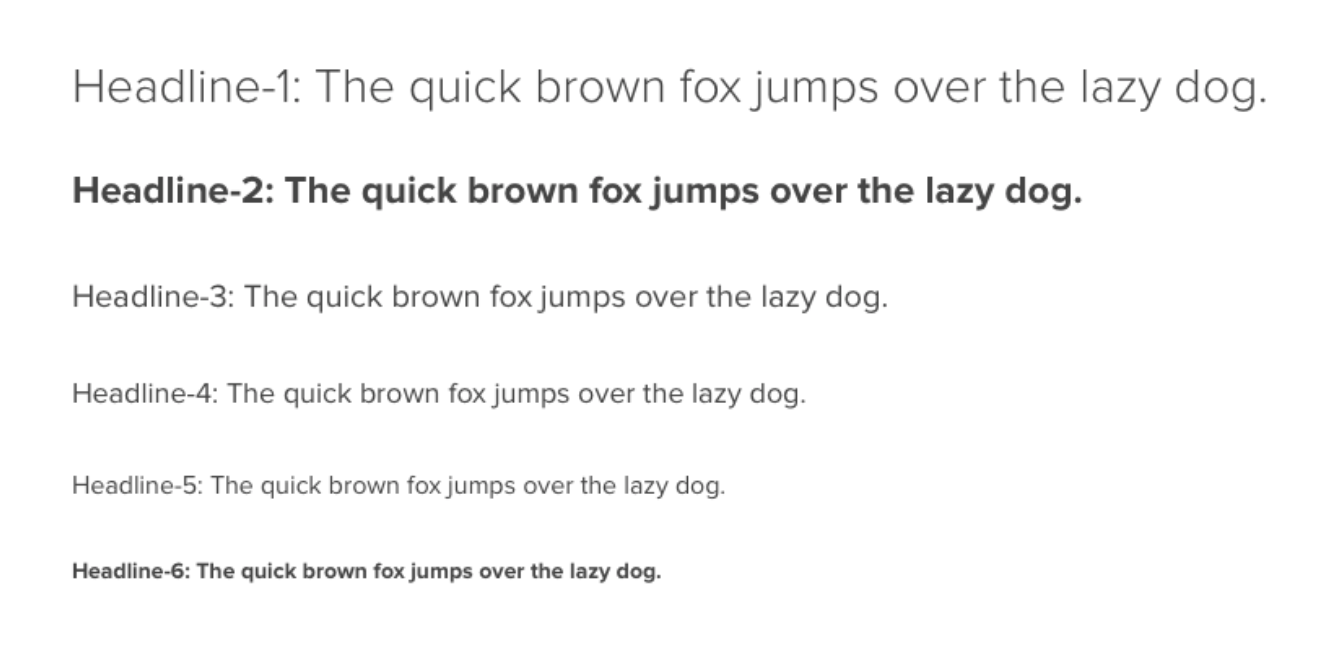 Headline-1: The quick brown fox jumps over the lazy dog.
Headline-2: The quick brown fox jumps over the lazy dog.
Headline-3: The quick brown fox jumps over the lazy dog.
Headline-4: The quick brown fox jumps over the lazy dog.
Headline-5: The quick brown fox jumps over the lazy dog.
Headline-6: The quick brown fox jumps over the lazy dog.